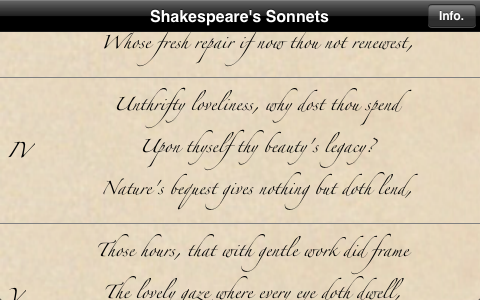 Shakespeare's Sonnets
Info.
Whose fresh repair if now thou not renewest,
IV
Unthrifty loveliness, why dost thou spend
Upon thyself thy beauty's legacy?
Nature's bequest gives nothing but doth lend,
V
Those hours, that with gentle work did frame
The lovely gaze where every eye doth dwell,